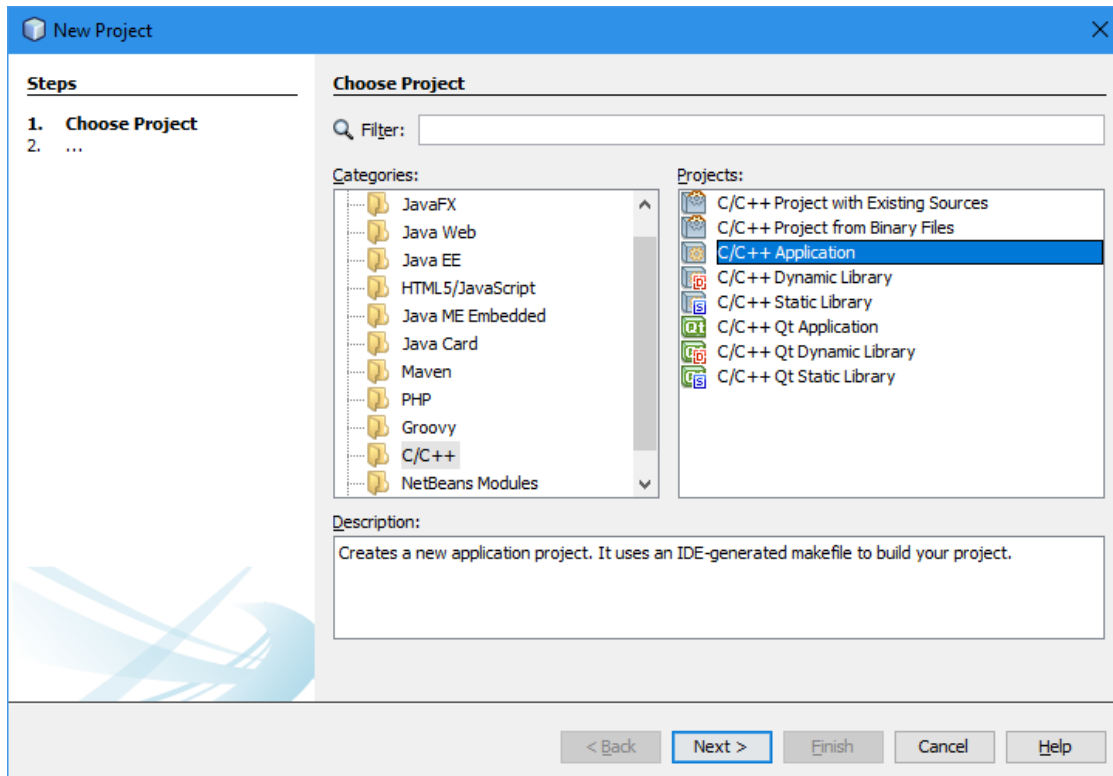 New Project
Steps
1. Choose Project
2. ...
Choose Project
Filter:
Categories:
JavaFX
Java Web
Java EE
HTML5/JavaScript
Java ME Embedded
Java Card
Maven
PHP
Groovy
C/C++
NetBeans Modules
Projects:
C/C++ Project with Existing Sources
C/C++ Project from Binary Files
C/C++ Application
C/C++ Dynamic Library
C/C++ Static Library
C/C++ Qt Application
C/C++ Qt Dynamic Library
C/C++ Qt Static Library
Description:
Creates a new application project. It uses an IDE-generated makefile to build your project.
< Back
Next >
Finish
Cancel
Help